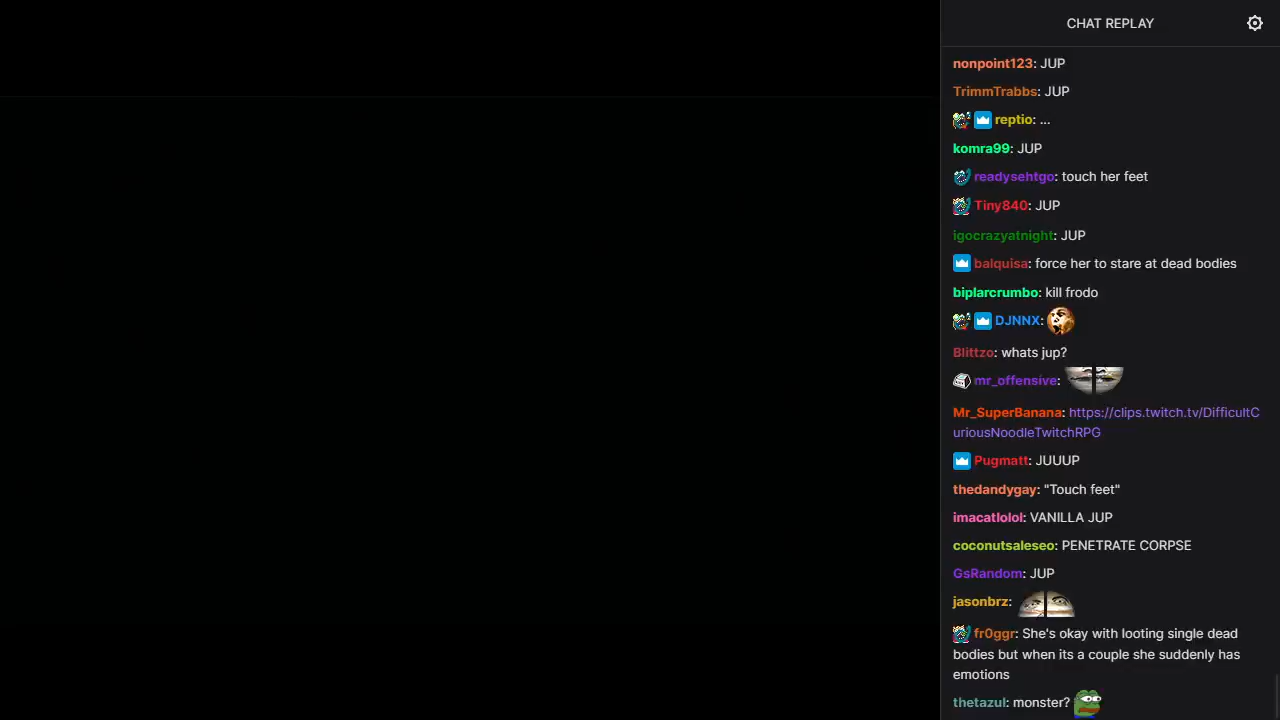 CHAT REPLAY
nonpoint123: JUP
TrimmTrabbs: JUP
reptio: ...
komra99: JUP
readysehtgo: touch her feet
Tiny840: JUP
igocrazyatnight: JUP
balquisa: force her to stare at dead bodies
biplarcrumbo: kill frodo
DJNNX:
Blittzo: whats jup?
mr_offensive:
Mr_SuperBanana: https://clips.twitch.tv/DifficultC
uriousNoodleTwitchRPG
Pugmatt: JUUUP
thedandygay: "Touch feet"
imacatlolol: VANILLA JUP
coconutsaleseo: PENETRATE CORPSE
GsRandom: JUP
jasonbrz:
fr0ggr: She's okay with looting single dead
bodies but when its a couple she suddenly has
emotions
thetazul: monster?